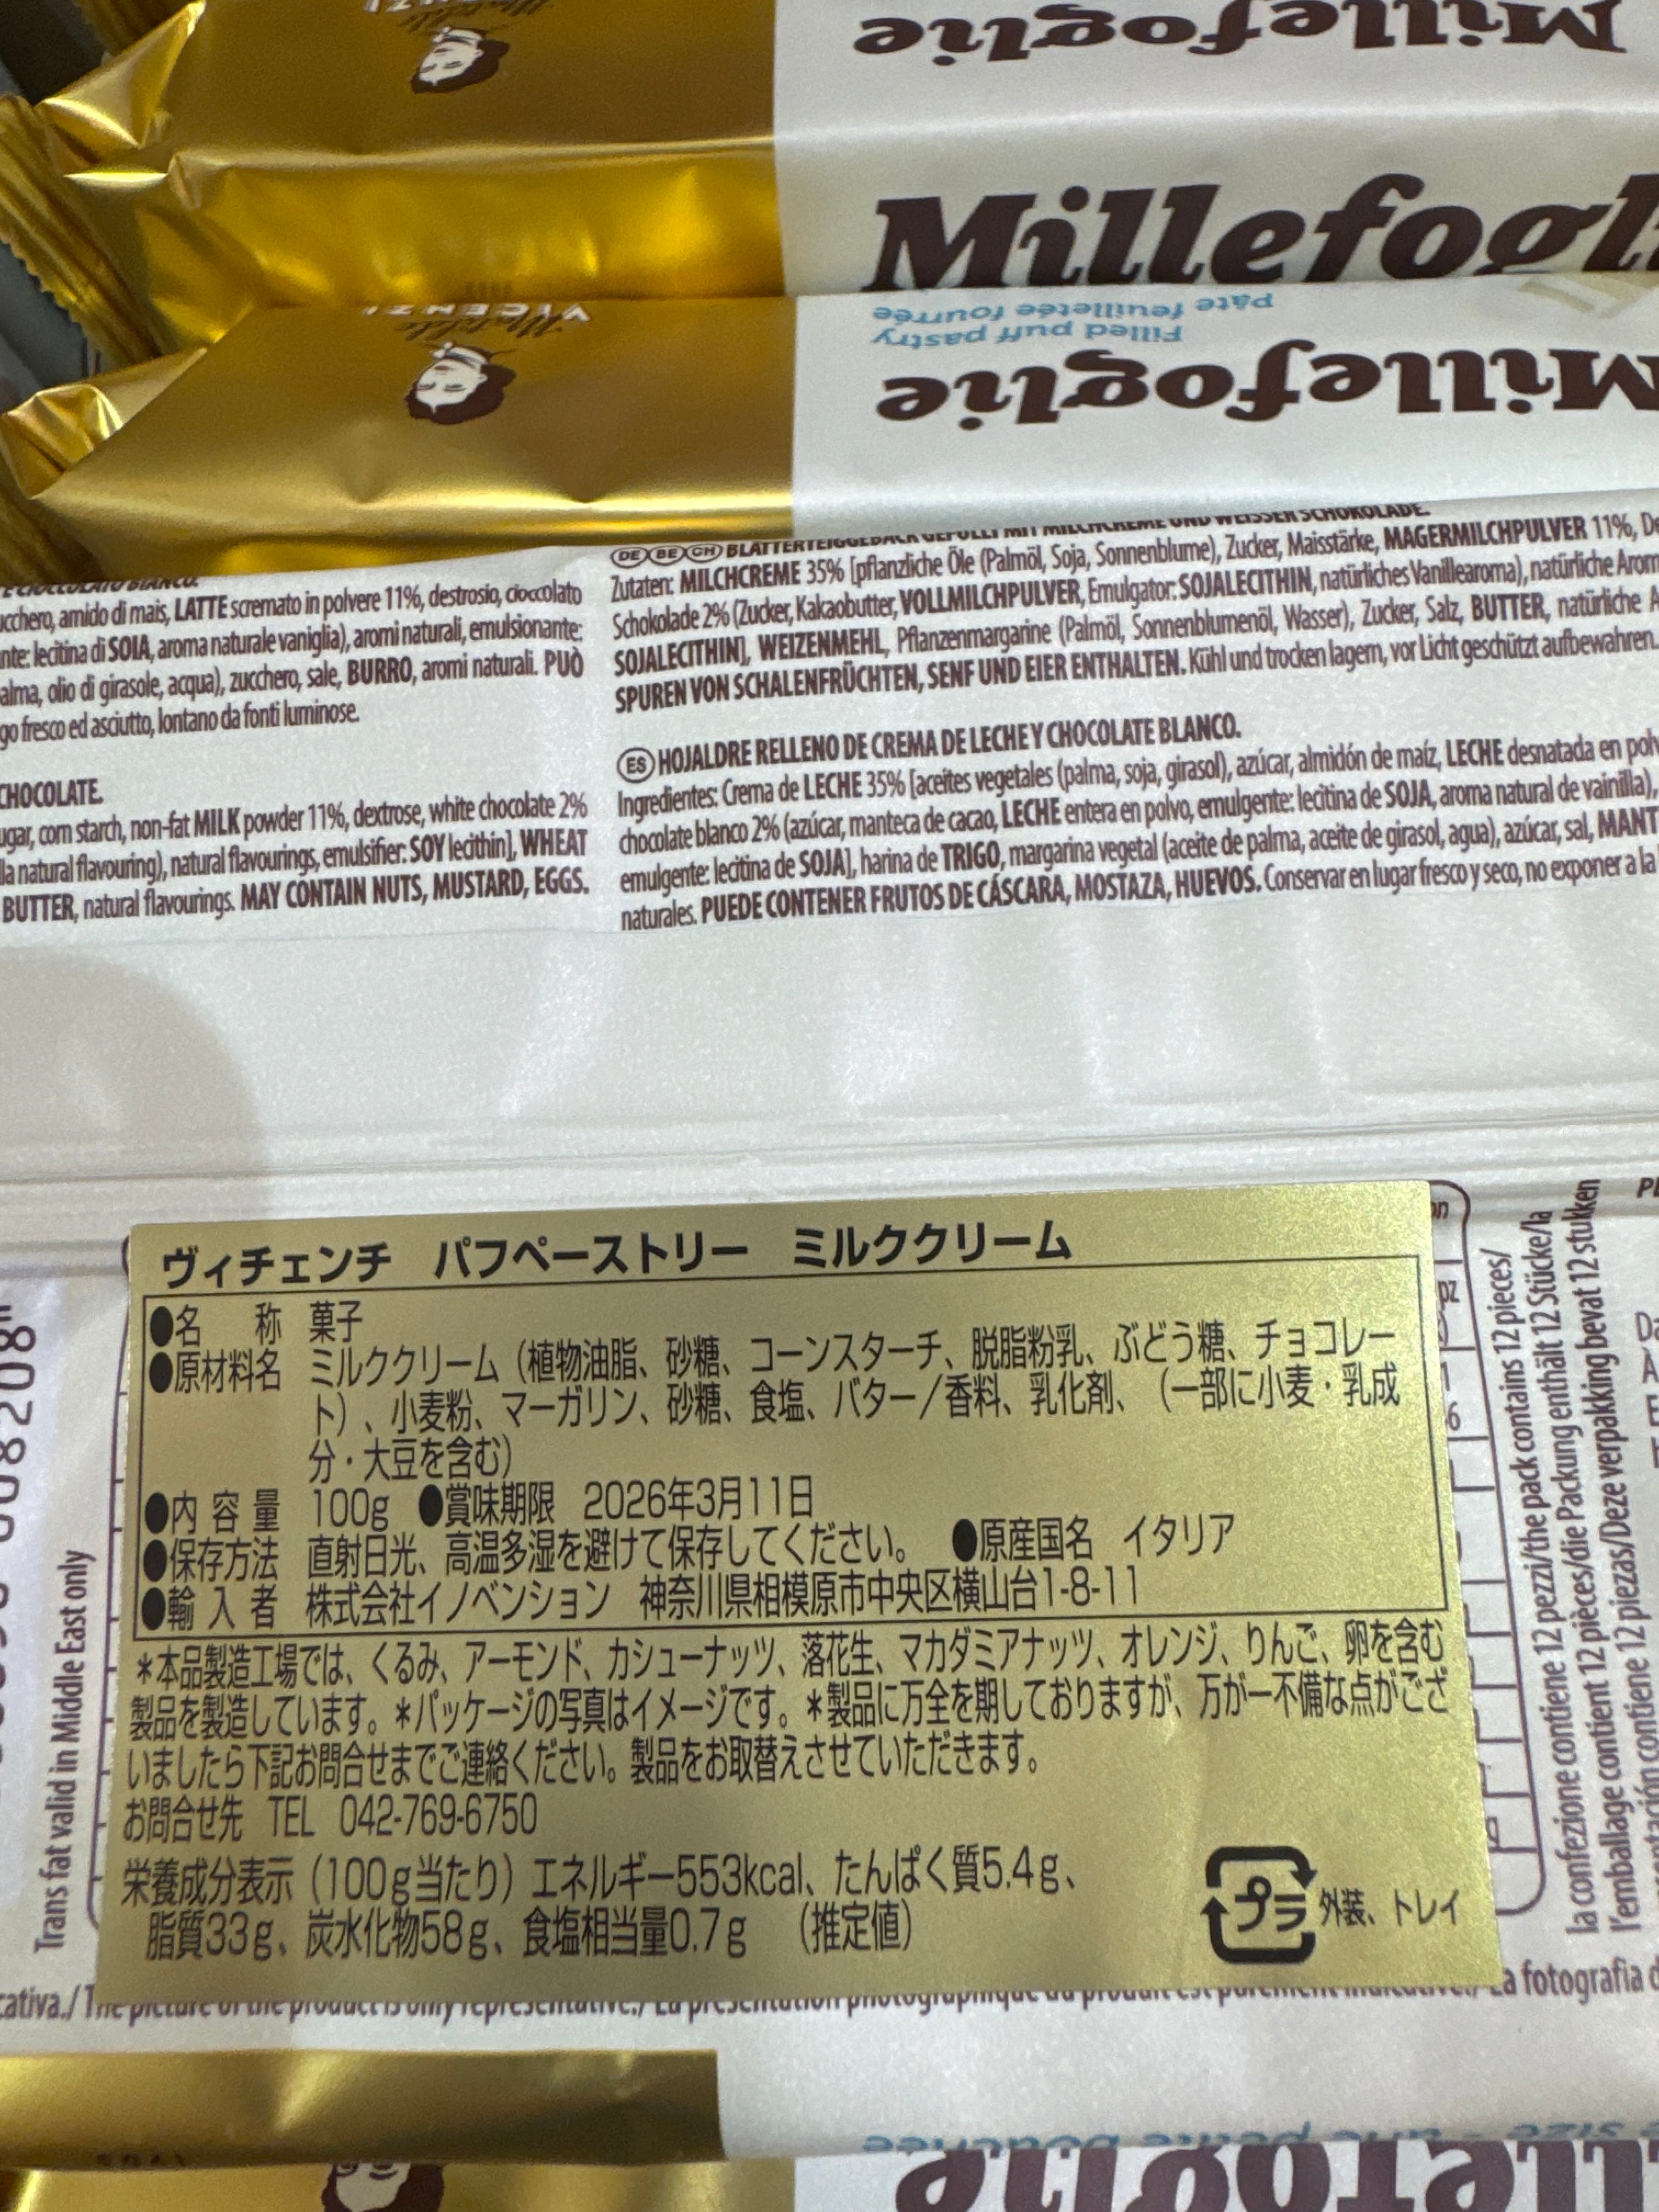 Millefoglie
VICENZI
Millefogl
Filled puff pastry
Pâte feuilletée fourrée
Millefoglie
Matilde
VICENZI
ucchero, amido di mais, LATTE scremato in polvere 11%, destrosio, cioccolato
nte: lecitina di SOIA, aroma naturale vaniglia), aromi naturali, emulsionante:
alma, olio di girasole, acqua), zucchero, sale, BURRO, aromi naturali. PUÒ
go fresco ed asciutto, lontano da fonti luminose.
CHOCOLATE.
ugar, corn starch, non-fat MILK powder 11%, dextrose, white chocolate 2%
la natural flavouring), natural flavourings, emulsifier: SOY lecithin], WHEAT
BUTTER, natural flavourings. MAY CONTAIN NUTS, MUSTARD, EGGS.
DE BE CH BLÄTTERTEIGGEBÄCK GEFÜLLT MIT MILCHCREME UND WEISSER SCHOKOLADE.
Zutaten: MILCHCREME 35% [pflanzliche Öle (Palmöl, Soja, Sonnenblume), Zucker, Maisstärke, MAGERMILCHPULVER 11%, De
Schokolade 2% (Zucker, Kakaobutter, VOLLMILCHPULVER, Emulgator: SOJALECITHIN, natürliches Vanillearoma), natürliche Arom
SOJALECITHIN], WEIZENMEHL, Pflanzenmargarine (Palmöl, Sonnenblumenöl, Wasser), Zucker, Salz, BUTTER, natürliche A
SPUREN VON SCHALENFRÜCHTEN, SENF UND EIER ENTHALTEN. Kühl und trocken lagern, vor Licht geschützt aufbewahren.
ES HOJALDRE RELLENO DE CREMA DE LECHE Y CHOCOLATE BLANCO.
Ingredientes: Crema de LECHE 35% [aceites vegetales (palma, soja, girasol), azúcar, almidón de maíz, LECHE desnatada en polv
chocolate blanco 2% (azúcar, manteca de cacao, LECHE entera en polvo, emulgente: lecitina de SOJA, aroma natural de vainilla),
emulgente: lecitina de SOJA], harina de TRIGO, margarina vegetal (aceite de palma, aceite de girasol, agua), azúcar, sal, MANT
naturales. PUEDE CONTENER FRUTOS DE CÁSCARA, MOSTAZA, HUEVOS. Conservar en lugar fresco y seco, no exponer a la
ヴィチェンチ パフペーストリー ミルククリーム
●名 称 菓子
●原材料名 ミルククリーム（植物油脂、砂糖、コーンスターチ、脱脂粉乳、ぶどう糖、チョコレー
ト）、小麦粉、マーガリン、砂糖、食塩、バター/香料、乳化剤、（一部に小麦・乳成
分・大豆を含む）
●内容量 100g ●賞味期限 2026年3月11日
●保存方法 直射日光、高温多湿を避けて保存してください。 ●原産国名 イタリア
●輸入者 株式会社イノベンション 神奈川県相模原市中央区横山台1-8-11
*本品製造工場では、くるみ、アーモンド、カシューナッツ、落花生、マカダミアナッツ、オレンジ、りんご、卵を含む
製品を製造しています。*パッケージの写真はイメージです。*製品に万全を期しておりますが、万が一不備な点がござ
いましたら下記お問合せまでご連絡ください。製品をお取替えさせていただきます。
お問合せ先 TEL 042-769-6750
栄養成分表示（100g当たり）エネルギー553kcal、たんぱく質5.4g、
脂質33g、炭水化物58g、食塩相当量0.7g （推定値）
プラ 外装、トレイ
Trans fat valid in Middle East only
la confezione contiene 12 pezzi/the pack contains 12 pieces/
l'emballage contient 12 pièces/die Packung enthält 12 Stücke/la
contiene 12 piezas/Deze verpakking bevat 12 stukken
cativa./ The picture of the product is only representative./ La présentation photographique du produit est purement indicative./ La fotografía d